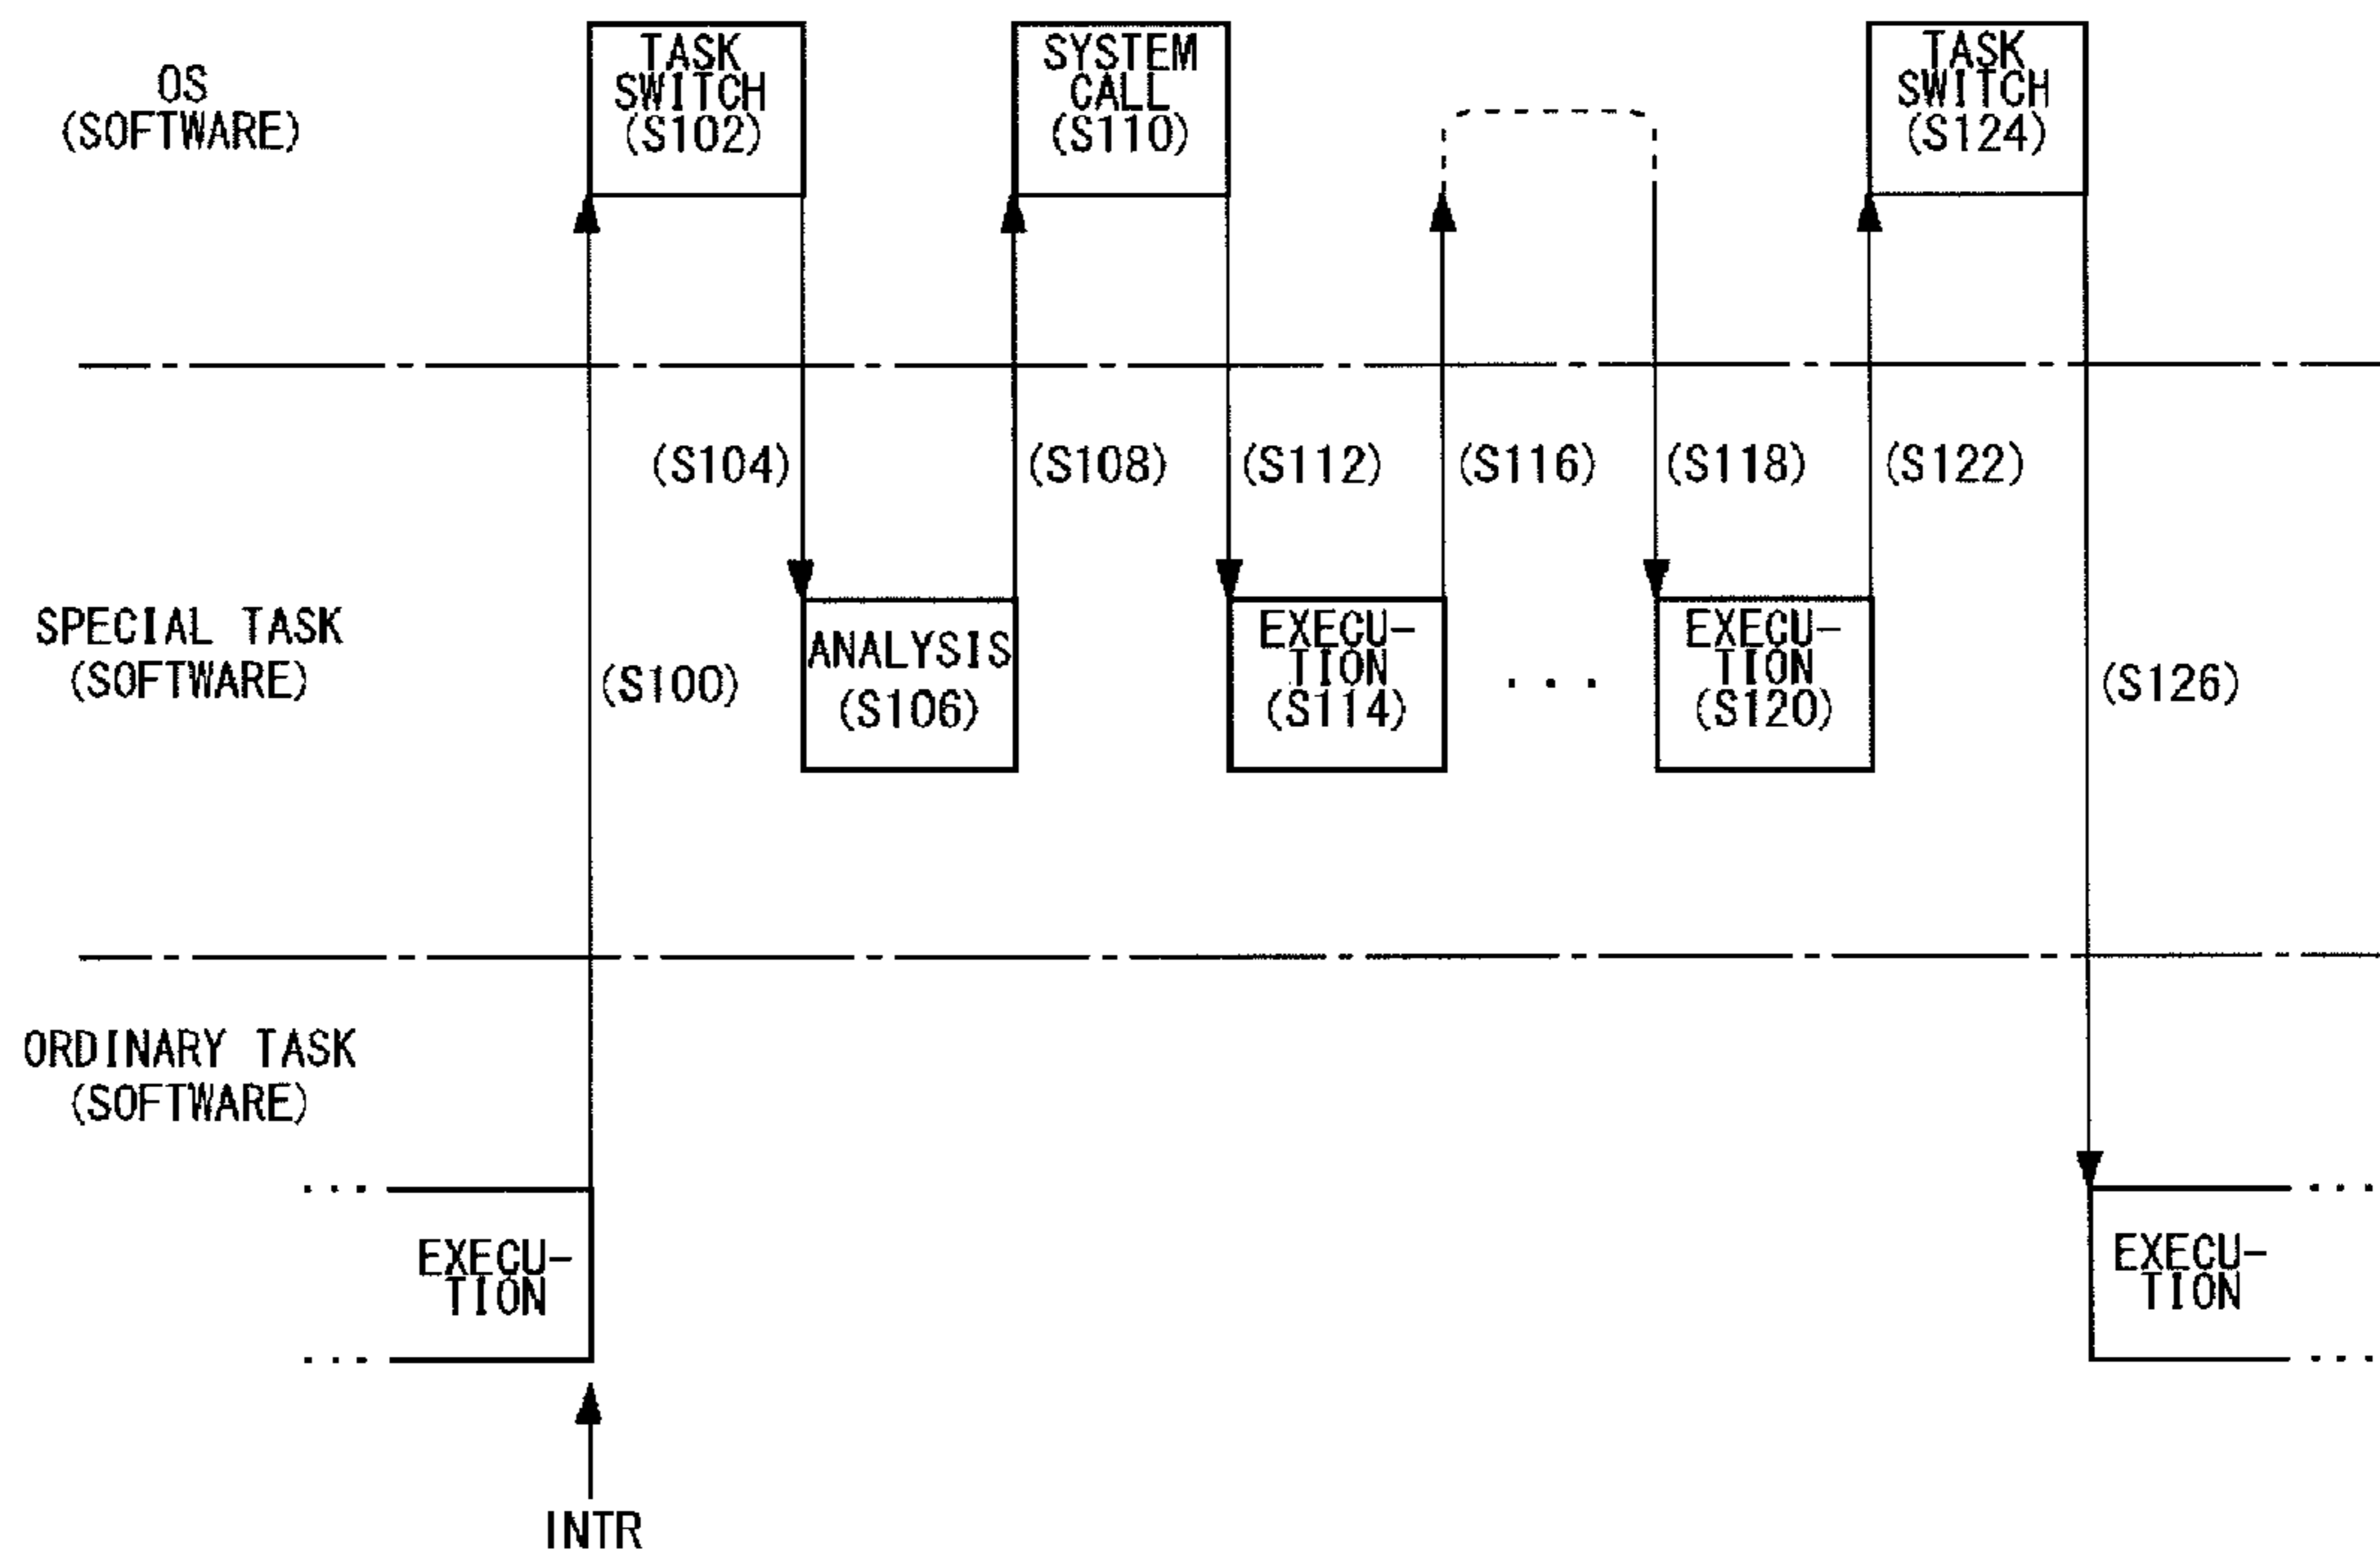 OS
(SOFTWARE)
TASK
SWITCH
(S102)
SYSTEM
CALL
(S110)
TASK
SWITCH
(S124)
(S104)
(S108)
(S112)
(S116)
(S118)
(S122)
SPECIAL TASK
(SOFTWARE)
(S100)
ANALYSIS
(S106)
EXECU-
TION
(S114)
...
EXECU-
TION
(S120)
(S126)
ORDINARY TASK
(SOFTWARE)
... ...
EXECU-
TION
EXECU-
TION
... ...
INTR